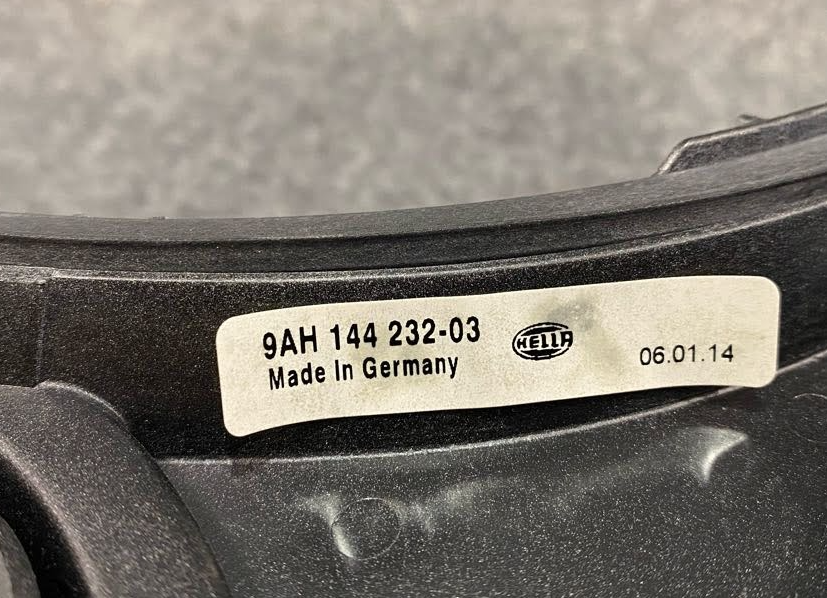 9AH 144 232-03
Made In Germany
HELLA
06.01.14